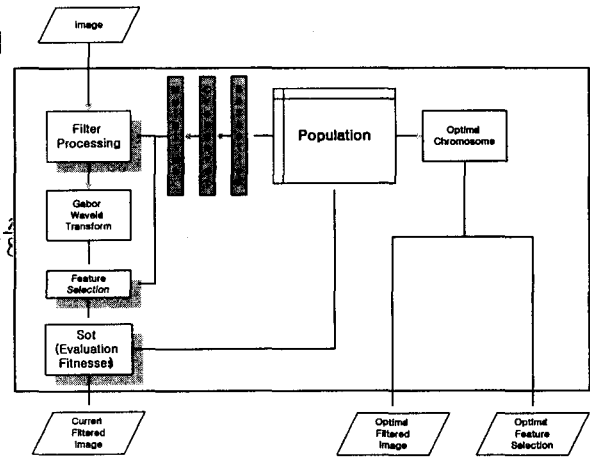 Image
Filter
Processing
Population
Optimal
Chromosome
Gabor
Wavelet
Transform
Feature
Selection
Sot
(Evaluation
Fitnesses)
Current
Filtered
Image
Optimal
Filtered
Image
Optimal
Feature
Selection